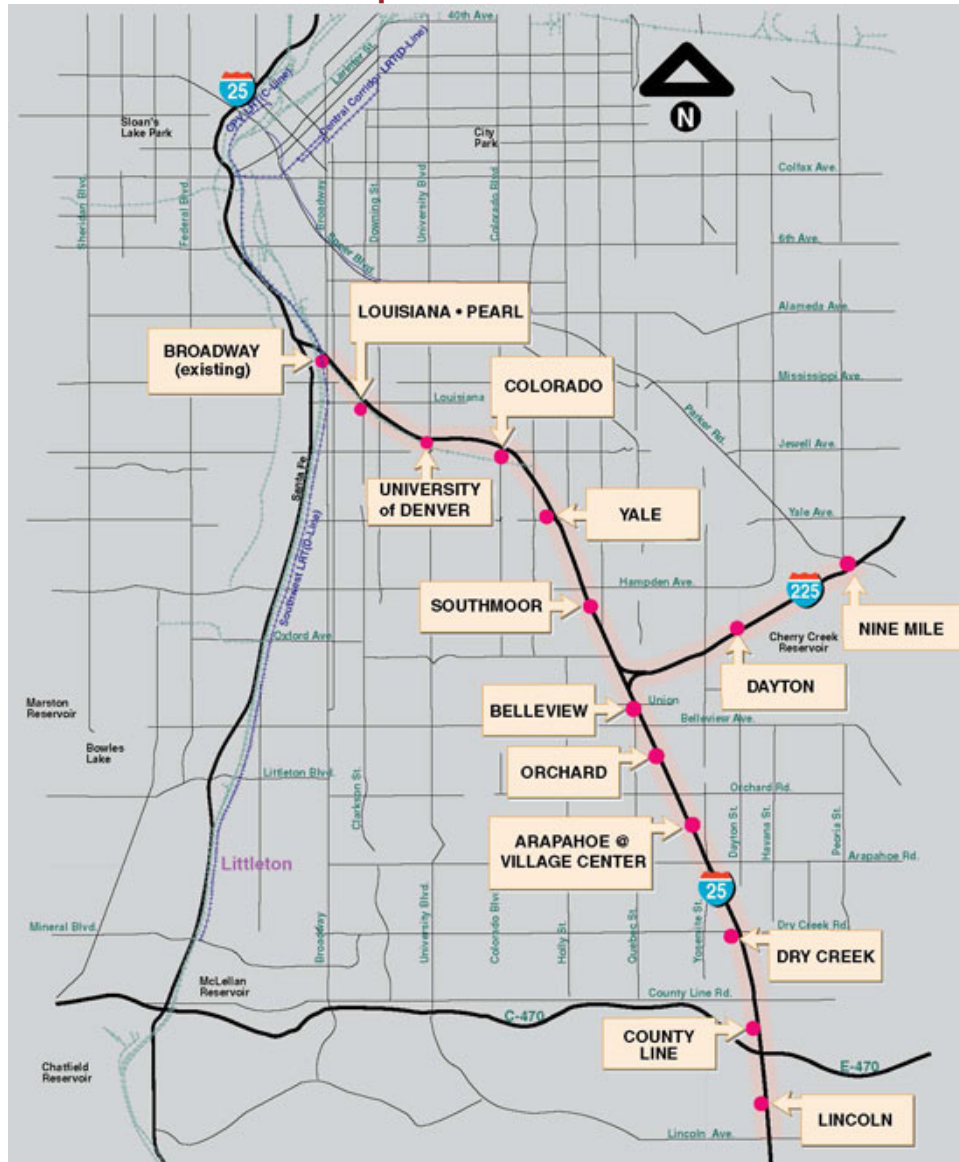 40th Ave.
Larimer St.
Central Corridor LRT(D-Line)
25
CPV LRT(C-Line)
Sloan's
Lake Park
City
Park
N
Colfax Ave.
Sheridan Blvd.
Federal Blvd.
Broadway
Downing St.
University Blvd.
Colorado Blvd.
Speer Blvd.
6th Ave.
Alameda Ave.
LOUISIANA • PEARL
BROADWAY
(existing)
COLORADO
Mississippi Ave.
Louisiana
Parker Rd.
Jewell Ave.
Santa Fe
UNIVERSITY
of DENVER
YALE
Yale Ave.
Southwest LRT(D-Line)
Hampden Ave.
225
SOUTHMOOR
NINE MILE
Oxford Ave.
Cherry Creek
Reservoir
DAYTON
Marston
Reservoir
BELLEVIEW
Union
Belleview Ave.
Bowles
Lake
ORCHARD
Littleton Blvd.
Orchard Rd.
Clarkson St.
Dayton St.
Havana St.
Peoria St.
ARAPAHOE @
VILLAGE CENTER
Arapahoe Rd.
Littleton
25
Mineral Blvd.
Broadway
University Blvd.
Colorado Blvd
Holly St.
Quebec St.
Yosemite St.
Dry Creek Rd.
DRY CREEK
McLellan
Reservoir
County Line Rd.
C-470
COUNTY
LINE
E-470
Chatfield
Reservoir
LINCOLN
Lincoln Ave.